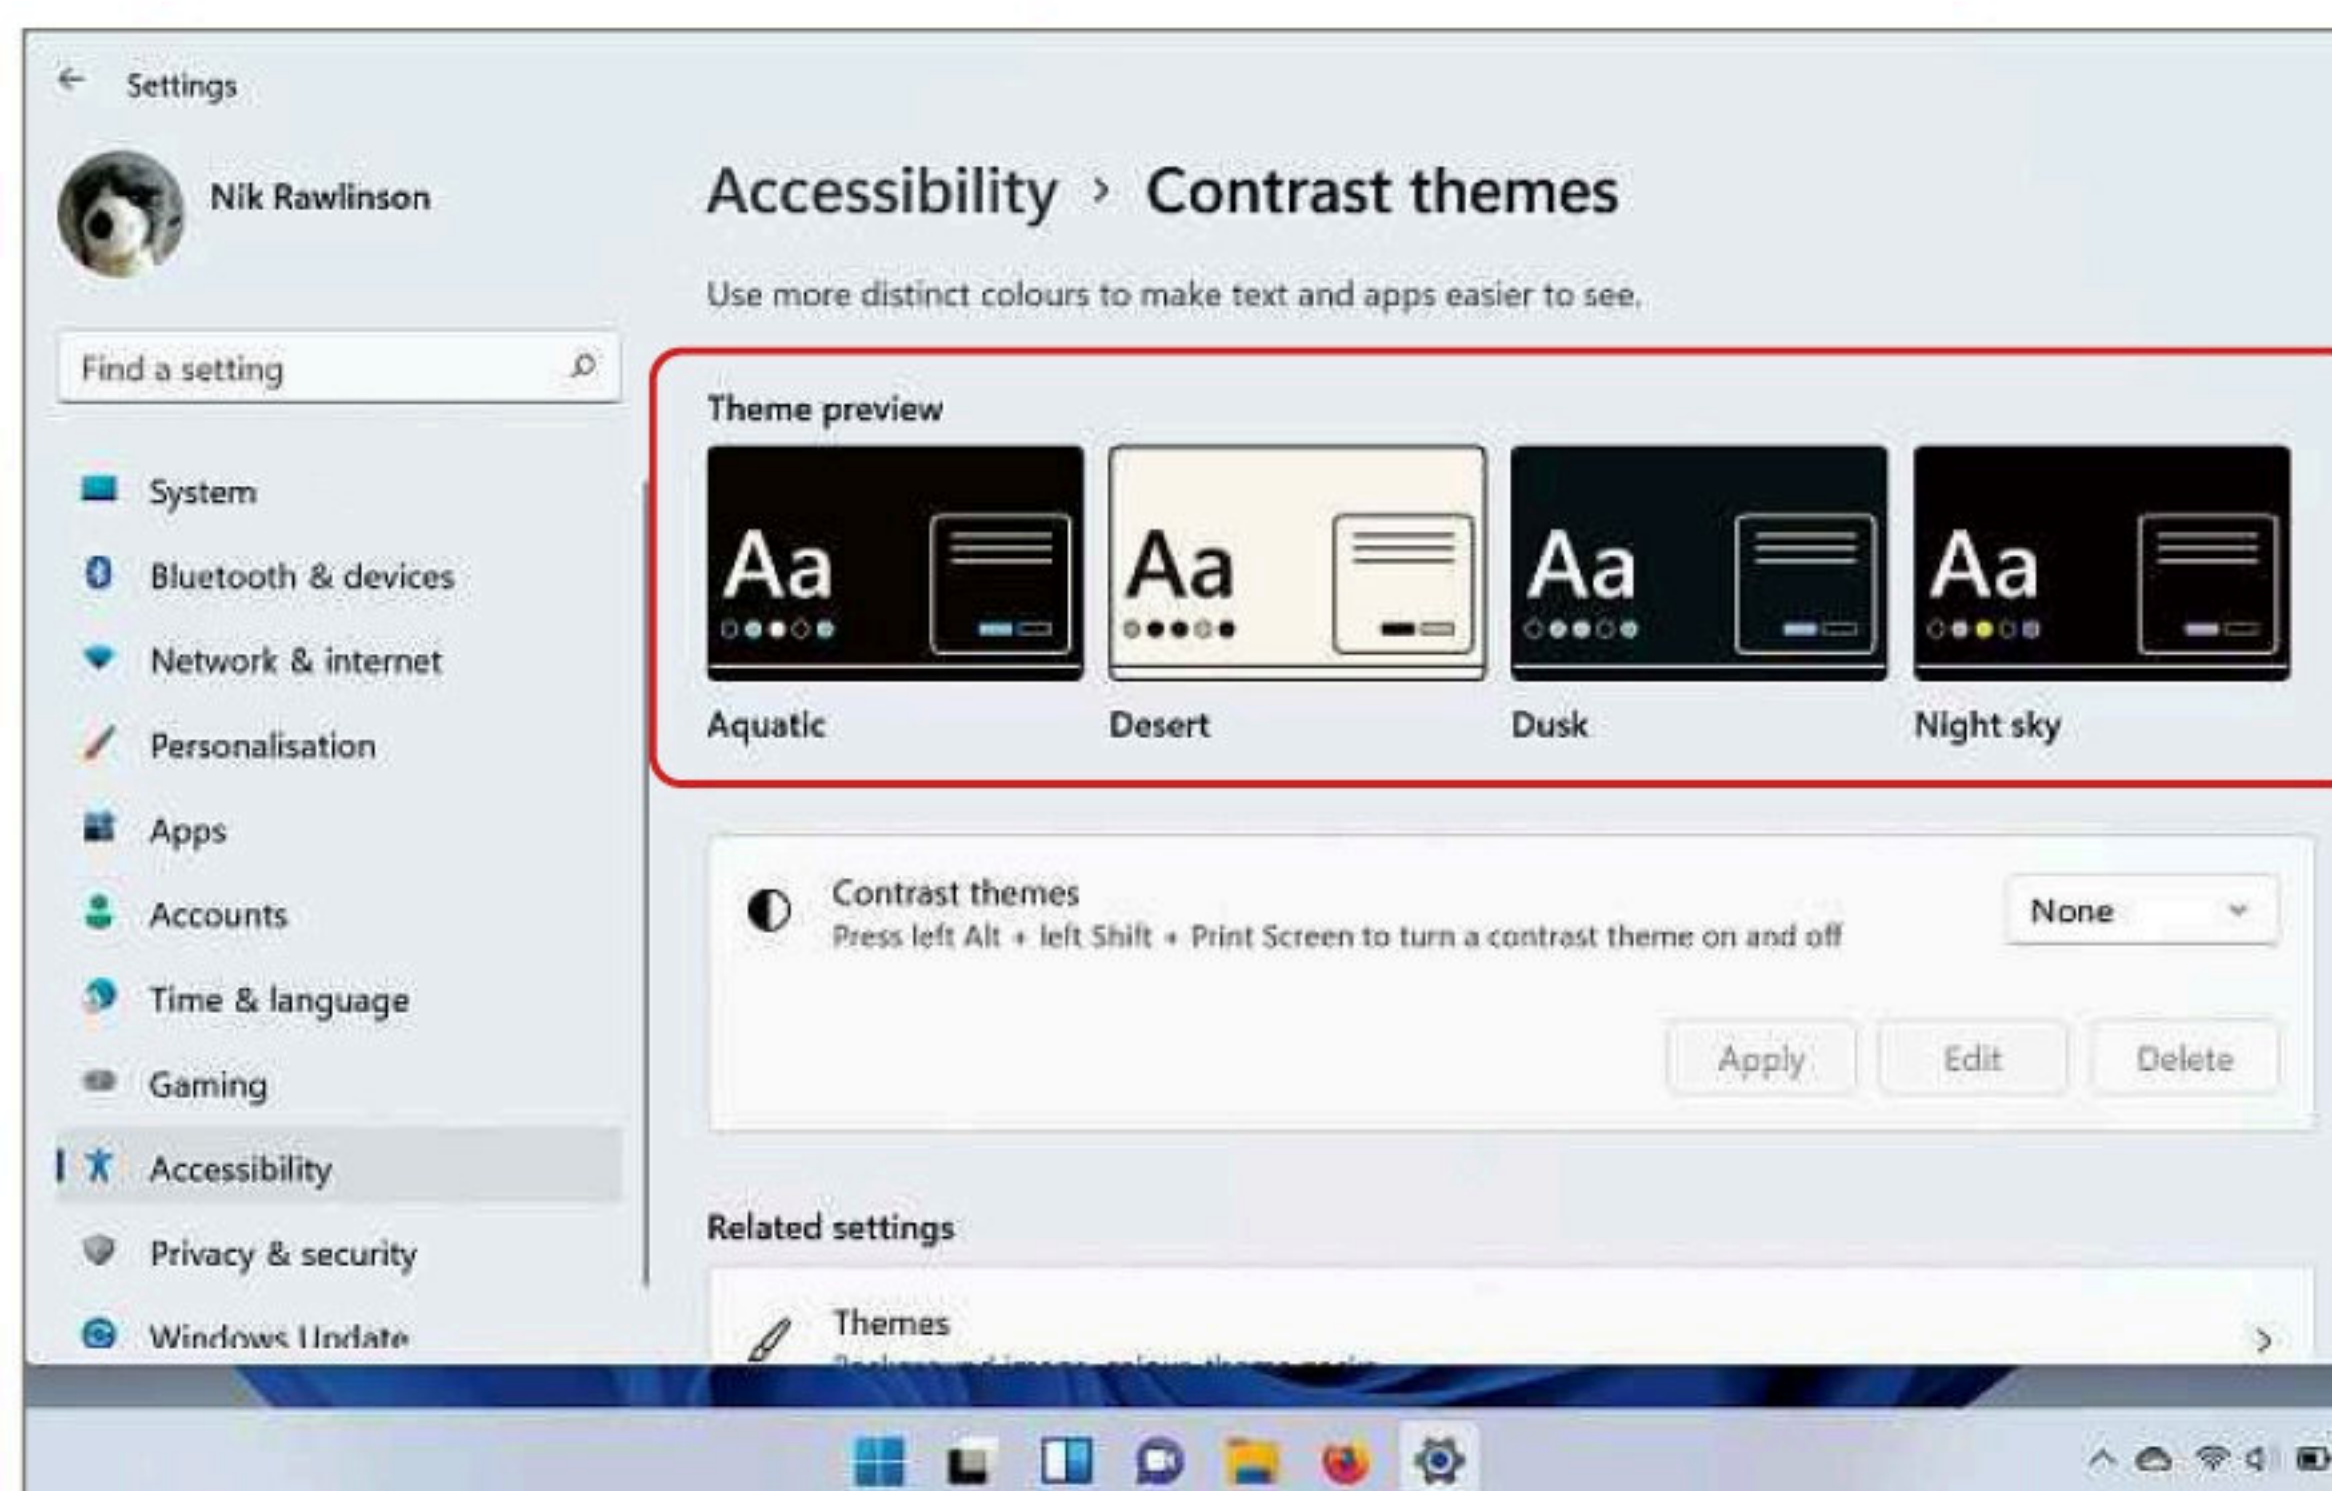 Settings
Nik Rawlinson
Find a setting
System
Bluetooth & devices
Network & internet
Personalisation
Apps
Accounts
Time & language
Gaming
Accessibility
Privacy & security
Windows Update
Accessibility > Contrast themes
Use more distinct colours to make text and apps easier to see.
Theme preview
Aa Aa Aa Aa
Aquatic Desert Dusk Night sky
Contrast themes
Press left Alt + left Shift + Print Screen to turn a contrast theme on and off
None
Apply Edit Delete
Related settings
Themes